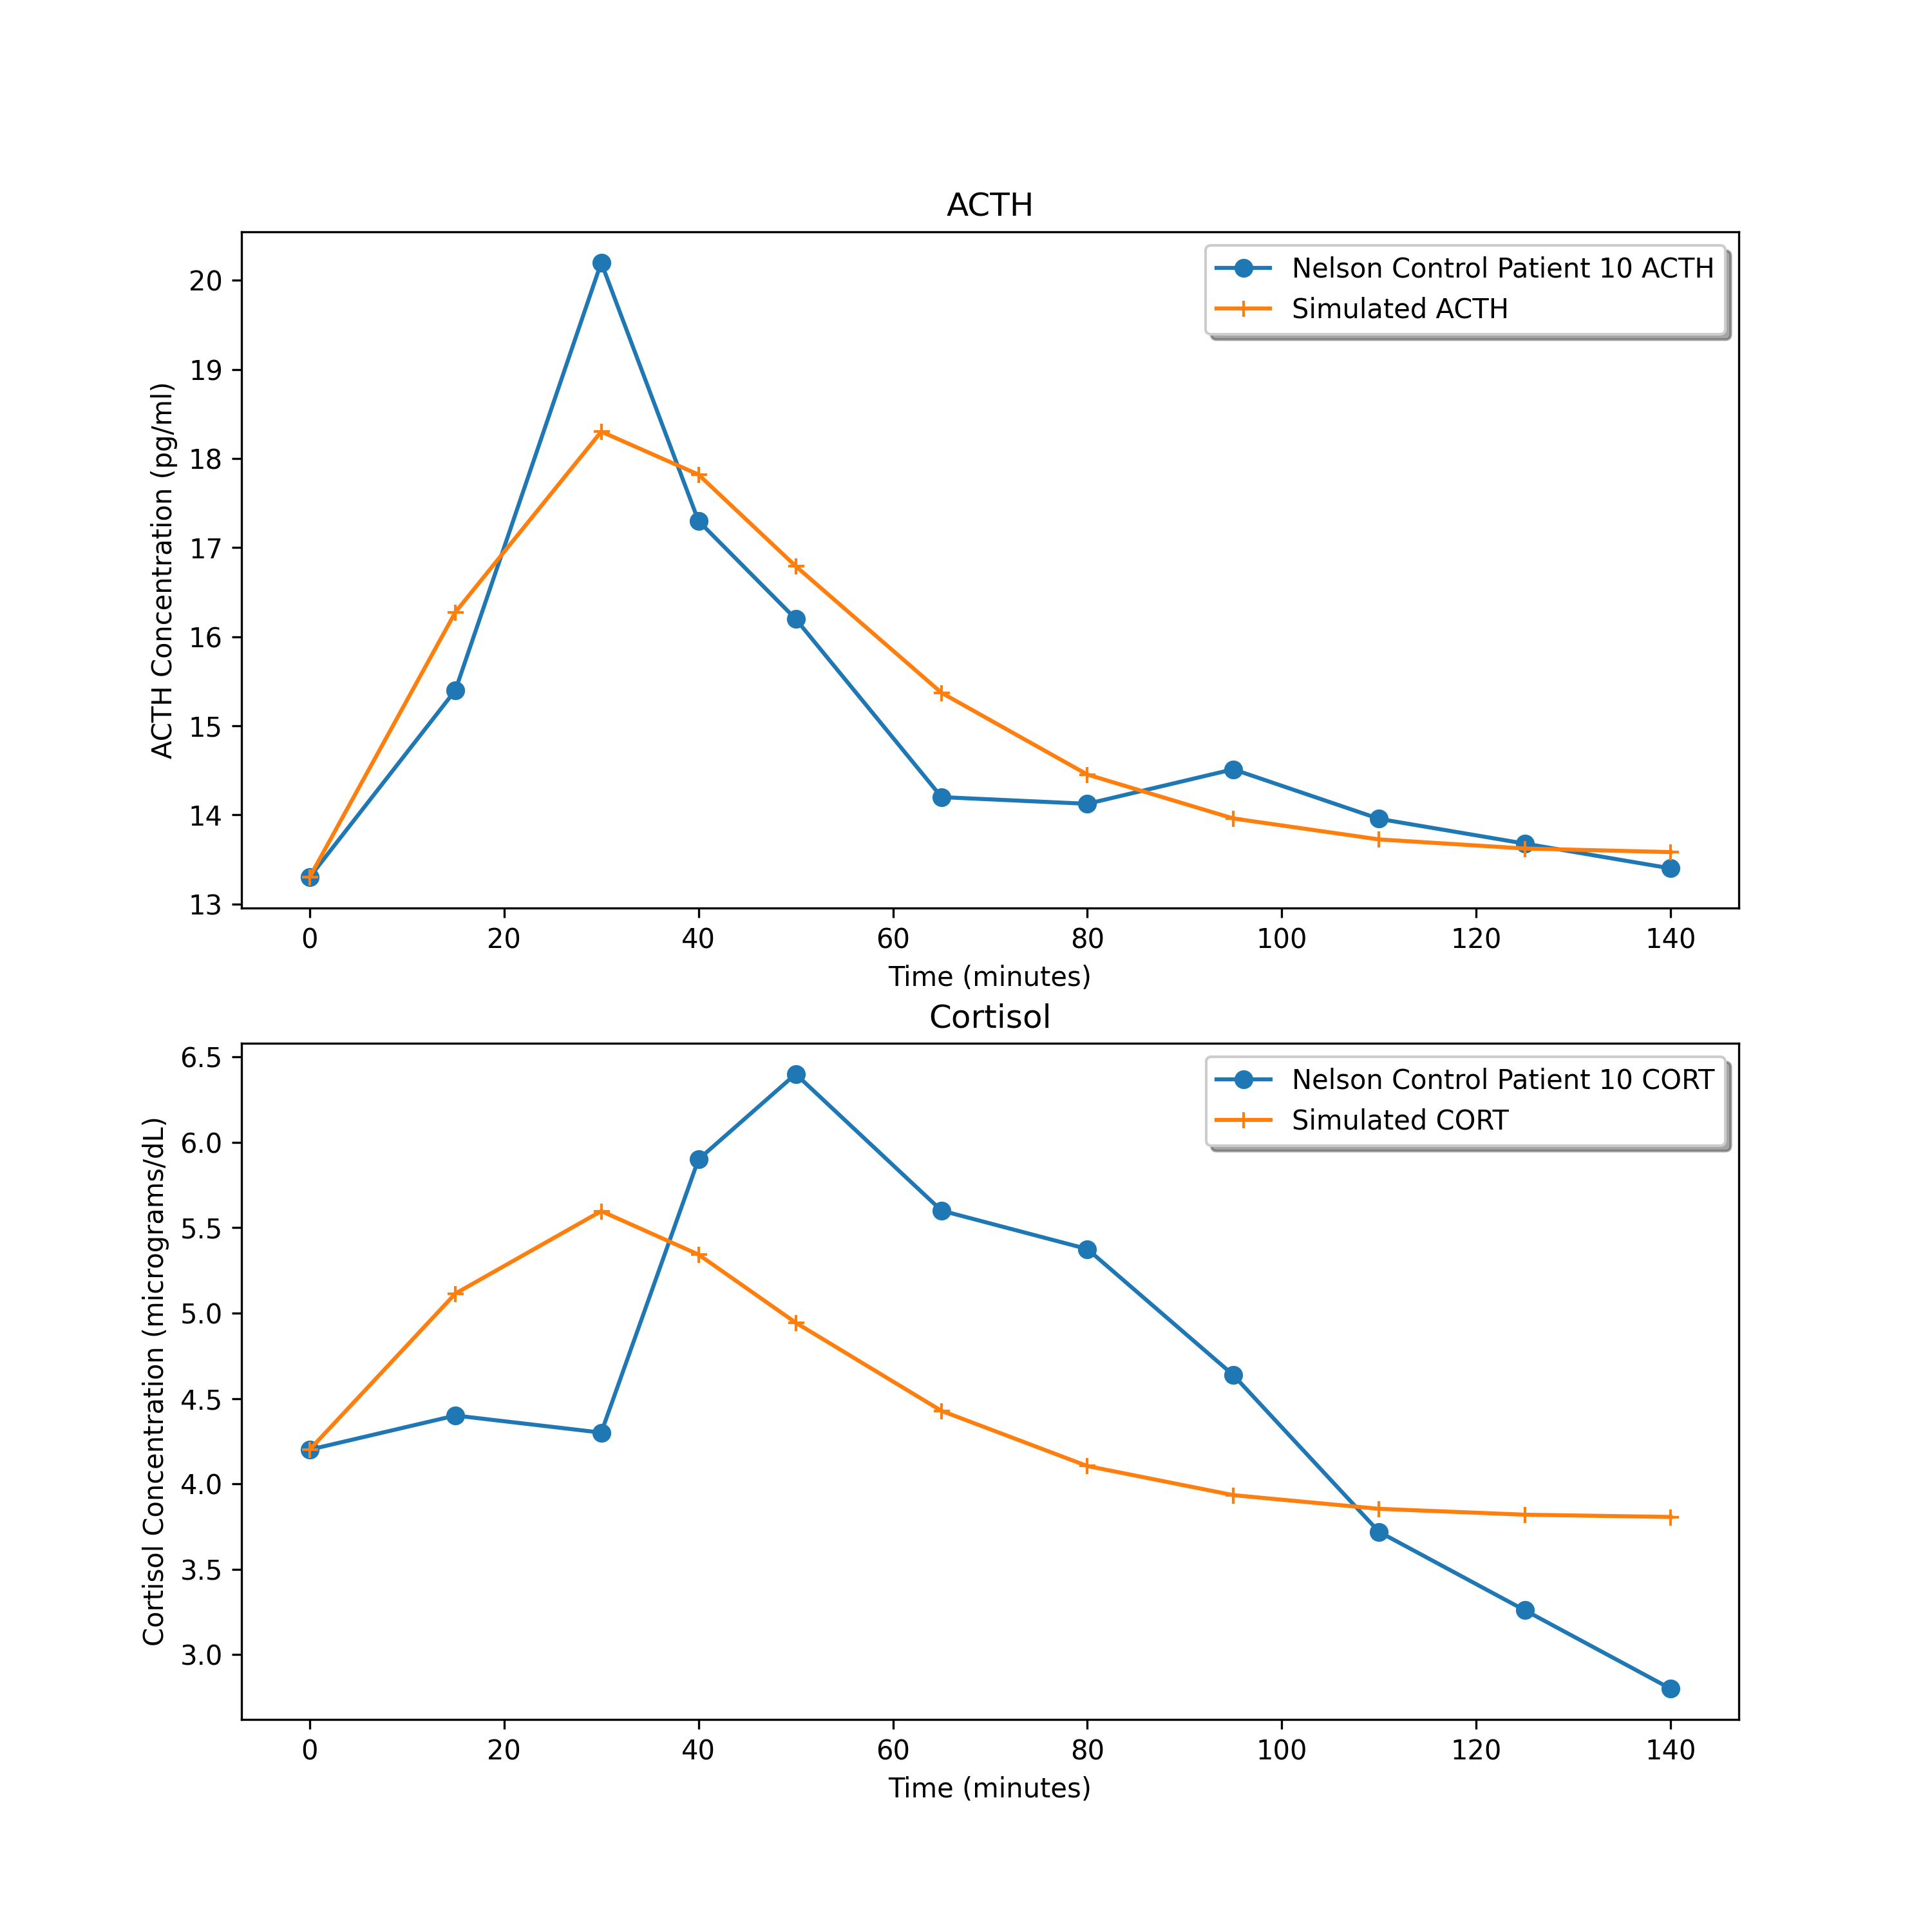 ACTH
Nelson Control Patient 10 ACTH
Simulated ACTH
ACTH Concentration (pg/ml)
20
19
18
17
16
15
14
13
0 20 40 60 80 100 120 140
Time (minutes)
Cortisol
Nelson Control Patient 10 CORT
Simulated CORT
Cortisol Concentration (micrograms/dL)
6.5
6.0
5.5
5.0
4.5
4.0
3.5
3.0
0 20 40 60 80 100 120 140
Time (minutes)